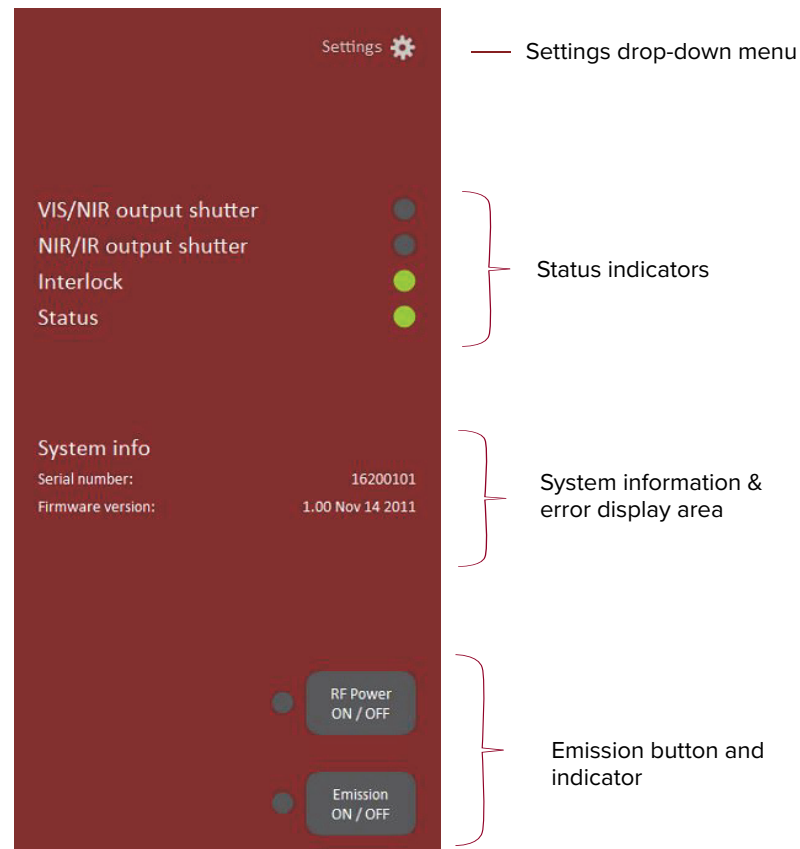 Settings
Settings drop-down menu
VIS/NIR output shutter
NIR/IR output shutter
Interlock
Status
Status indicators
System info
Serial number: 16200101
Firmware version: 1.00 Nov 14 2011
System information &
error display area
RF Power
ON / OFF
Emission
ON / OFF
Emission button and
indicator